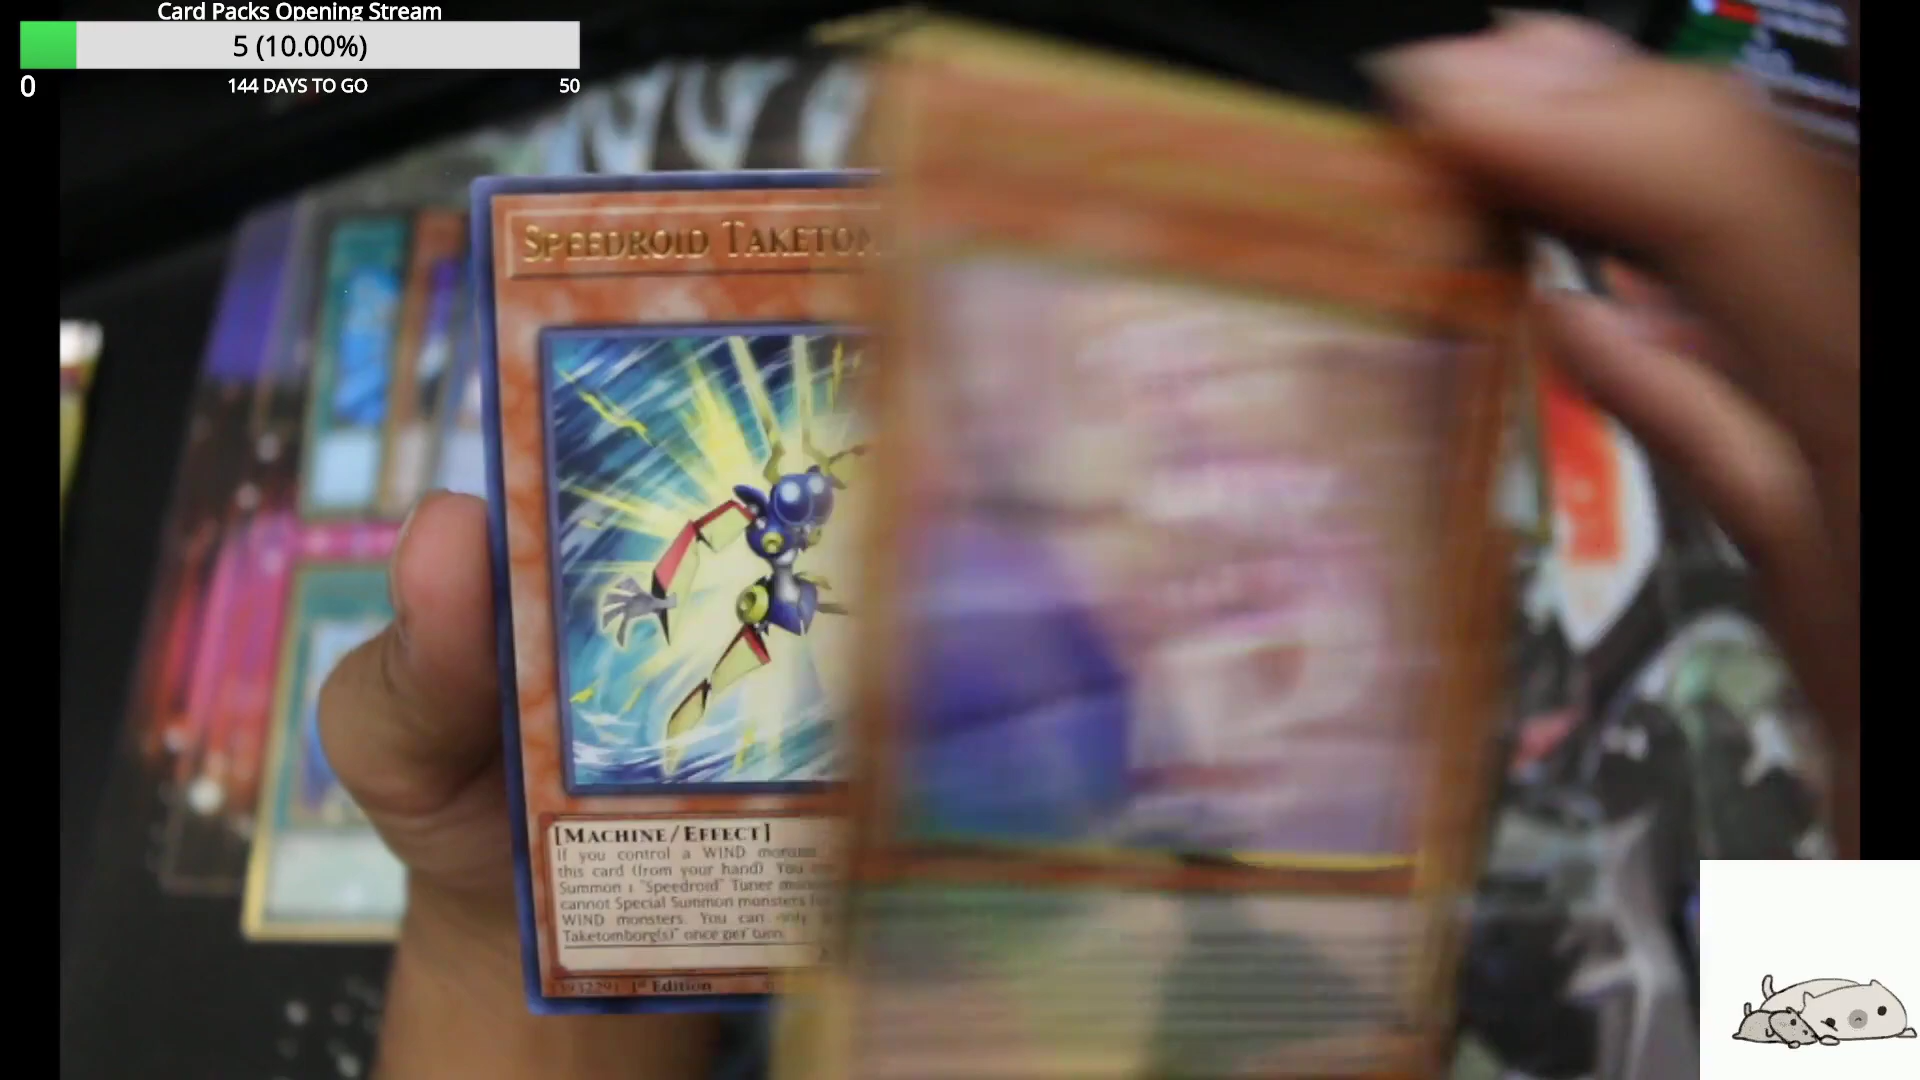 Card Packs Opening Stream
5 (10.00%)
0
144 DAYS TO GO
50
SPEEDROID TAKETOM
[MACHINE/EFFECT]
If you control a WIND monster
this card (from your hand) You
Summon 1 "Speedroid" Tuner
cannot Special Summon monsters
WIND monsters. You can only
Taketomborg(s)" once per turn.
1st Edition